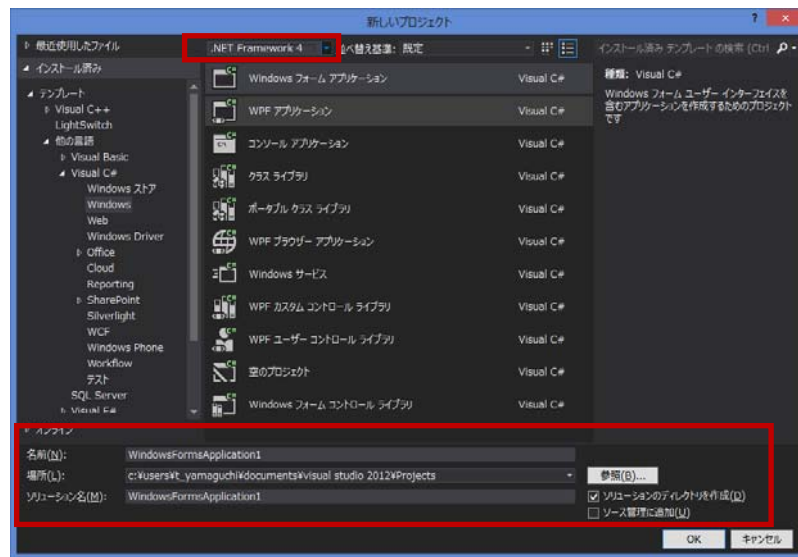 新しいプロジェクト
? ×
最近使用したファイル
.NET Framework 4
並べ替え基準: 既定
インストール済み テンプレート の検索 (Ctrl
インストール済み
テンプレート
Visual C++
LightSwitch
他の言語
Visual Basic
Visual C#
Windows ストア
Windows
Web
Windows Driver
Office
Cloud
Reporting
SharePoint
Silverlight
WCF
Windows Phone
Workflow
テスト
SQL Server
Visual F#
オンライン
Windows フォーム アプリケーション Visual C#
WPF アプリケーション Visual C#
コンソール アプリケーション Visual C#
クラス ライブラリ Visual C#
ポータブル クラス ライブラリ Visual C#
WPF ブラウザー アプリケーション Visual C#
Windows サービス Visual C#
WPF カスタム コントロール ライブラリ Visual C#
WPF ユーザー コントロール ライブラリ Visual C#
空のプロジェクト Visual C#
Windows フォーム コントロール ライブラリ Visual C#
種類: Visual C#
Windows フォーム ユーザー インターフェイスを
含むアプリケーションを作成するためのプロジェクト
です
名前(N): WindowsFormsApplication1
場所(L): c:¥users¥t_yamaguchi¥documents¥visual studio 2012¥Projects
参照(B)...
ソリューション名(M): WindowsFormsApplication1
ソリューションのディレクトリを作成(D)
ソース管理に追加(U)
OK キャンセル